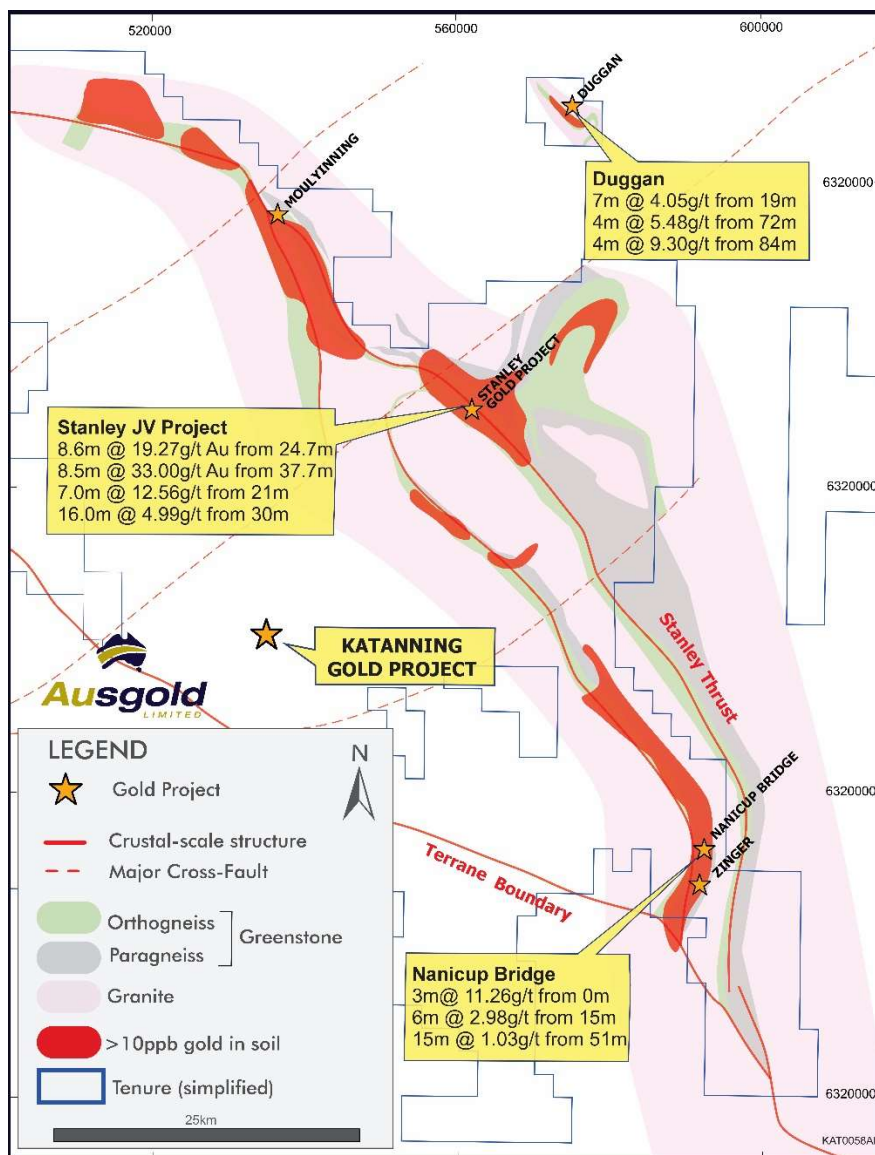 520000
560000
600000
DUGGAN
MOULYINNING
6320000
Duggan
7m @ 4.05g/t from 19m
4m @ 5.48g/t from 72m
4m @ 9.30g/t from 84m
STANLEY
GOLD PROJECT
Stanley JV Project
8.6m @ 19.27g/t Au from 24.7m
8.5m @ 33.00g/t Au from 37.7m
7.0m @ 12.56g/t from 21m
16.0m @ 4.99g/t from 30m
6320000
KATANNING
GOLD PROJECT
Stanley Thrust
Ausgold
LIMITED
6320000
NANICUP BRIDGE
ZINGER
Terrane Boundary
Nanicup Bridge
3m@ 11.26g/t from 0m
6m @ 2.98g/t from 15m
15m @ 1.03g/t from 51m
6320000
LEGEND
N
Gold Project
Crustal-scale structure
Major Cross-Fault
Orthogneiss
Greenstone
Paragneiss
Granite
>10ppb gold in soil
Tenure (simplified)
25km